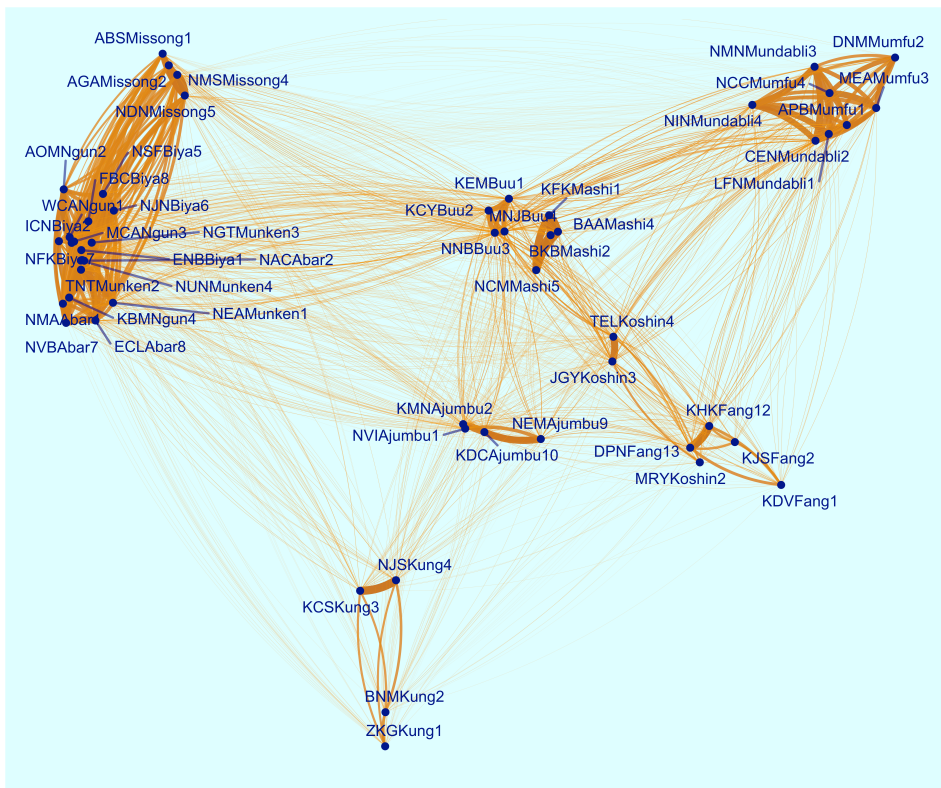 ABSMissong1
AGAMissong2
NMSMissong4
NDNMissong5
AOMNgun2
NSFBiya5
FBCBiya8
WCANgun1
NJNBiya6
ICNBiya2
MCANgun3
NGTMunken3
NFKBiya7
ENBBiya1
NACAbar2
TNTMunken2
NUNMunken4
NMAAbar4
KBMNgun4
NEAMunken1
NVBAbar7
ECLAbar8
DNMMumfu2
NMNMundabli3
NCCMumfu4
MEAMumfu3
NINMundabli4
APBMumfu1
CENMundabli2
LFNMundabli1
KEMBuu1
KFKMashi1
KCYBuu2
MNJBuu4
BAAMashi4
NNBBuu3
BKBMashi2
NCMMashi5
TELKoshin4
JGYKoshin3
KMNAjumbu2
NEMAjumbu9
NVIAjumbu1
KDCAjumbu10
KHKFang12
DPNFang13
KJSFang2
MRYKoshin2
KDVFang1
NJSKung4
KCSKung3
BNMKung2
ZKGKung1